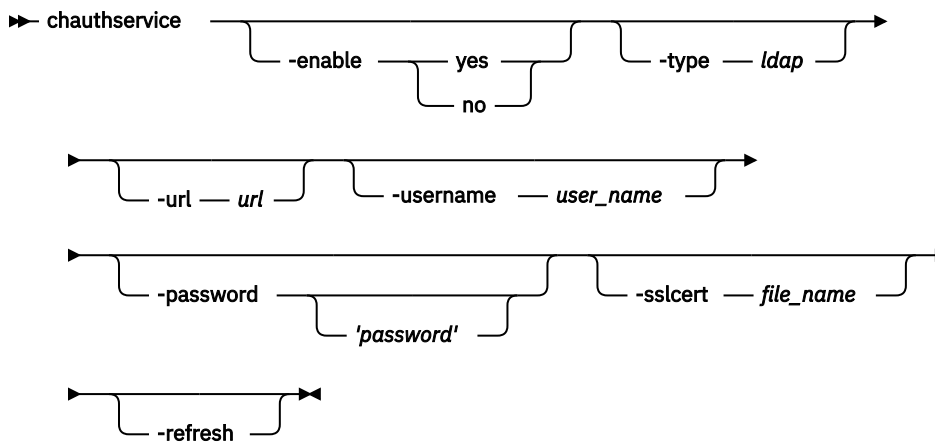 chauthservice
-enable yes -type ldap
no
-url url -username user_name
-password -sslcert file_name
'password'
-refresh